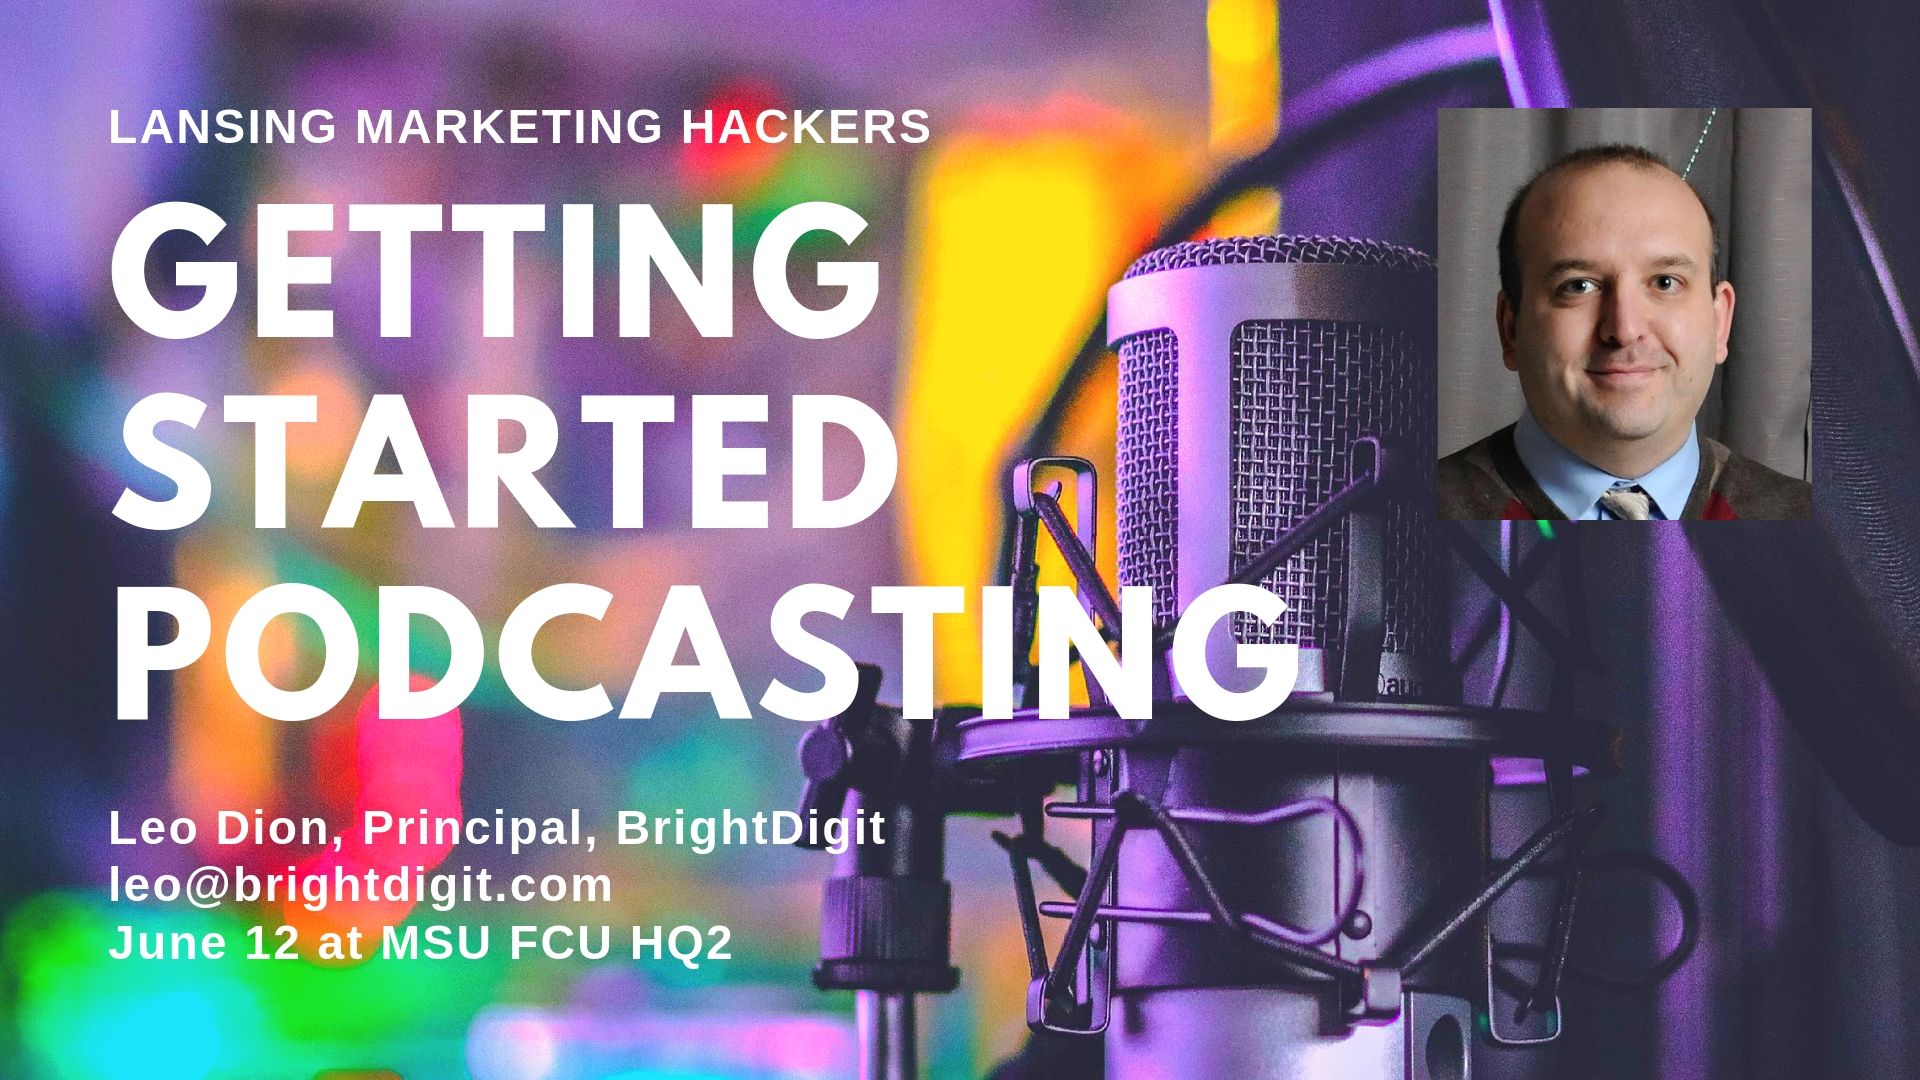 LANSING MARKETING HACKERS
GETTING
STARTED
PODCASTING
Leo Dion, Principal, BrightDigit
leo@brightdigit.com
June 12 at MSU FCU HQ2